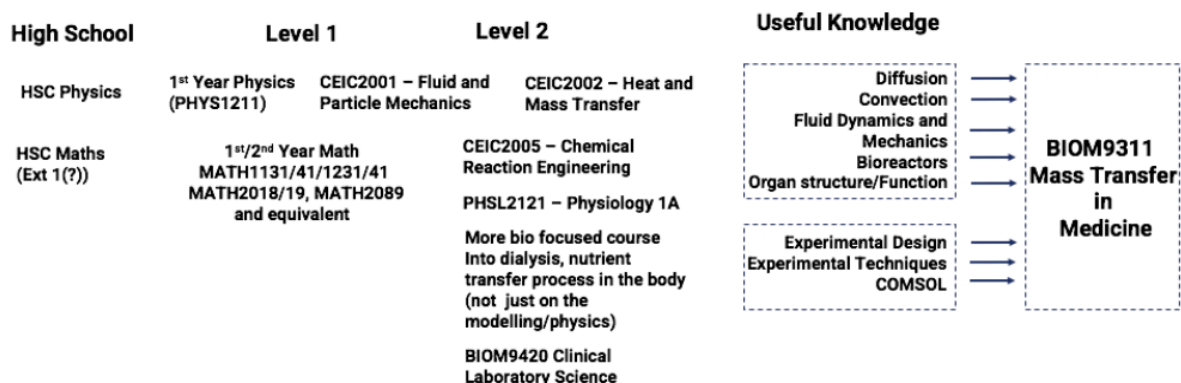 High School
Level 1
Level 2
Useful Knowledge
HSC Physics
1st Year Physics
(PHYS1211)
CEIC2001 – Fluid and
Particle Mechanics
CEIC2002 – Heat and
Mass Transfer
HSC Maths
(Ext 1(?))
1st/2nd Year Math
MATH1131/41/1231/41
MATH2018/19, MATH2089
and equivalent
CEIC2005 – Chemical
Reaction Engineering
PHSL2121 – Physiology 1A
More bio focused course
Into dialysis, nutrient
transfer process in the body
(not just on the
modelling/physics)
BIOM9420 Clinical
Laboratory Science
Diffusion
Convection
Fluid Dynamics and
Mechanics
Bioreactors
Organ structure/Function
Experimental Design
Experimental Techniques
COMSOL
BIOM9311
Mass Transfer
in
Medicine